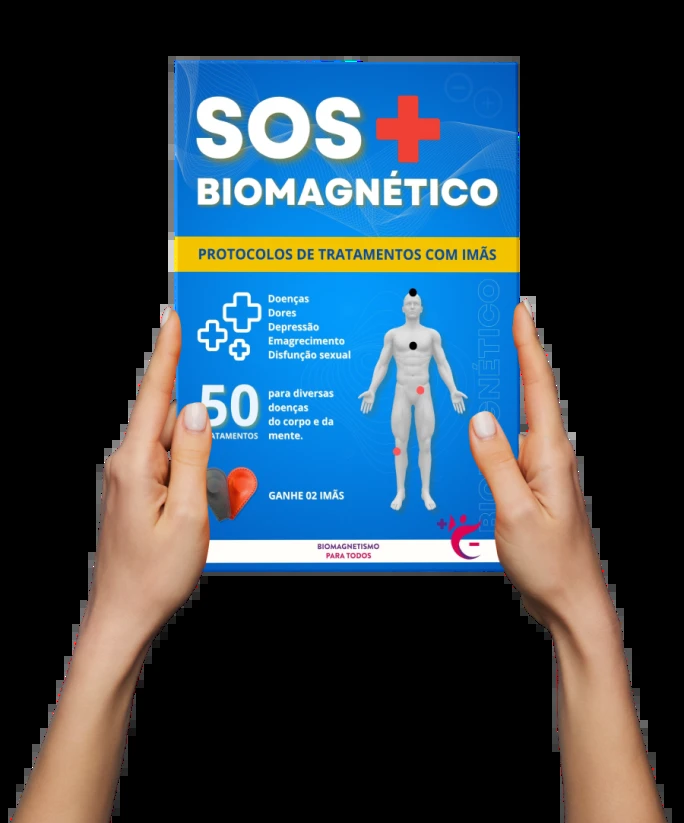 SOS
BIOMAGNÉTICO
PROTOCOLOS DE TRATAMENTOS COM IMÃS
Doenças
Dores
Depressão
Emagrecimento
Disfunção sexual
50
para diversas
doenças
do corpo e da
mente.
GANHE 02 IMÃS
BIOMAGNETISMO
PARA TODOS